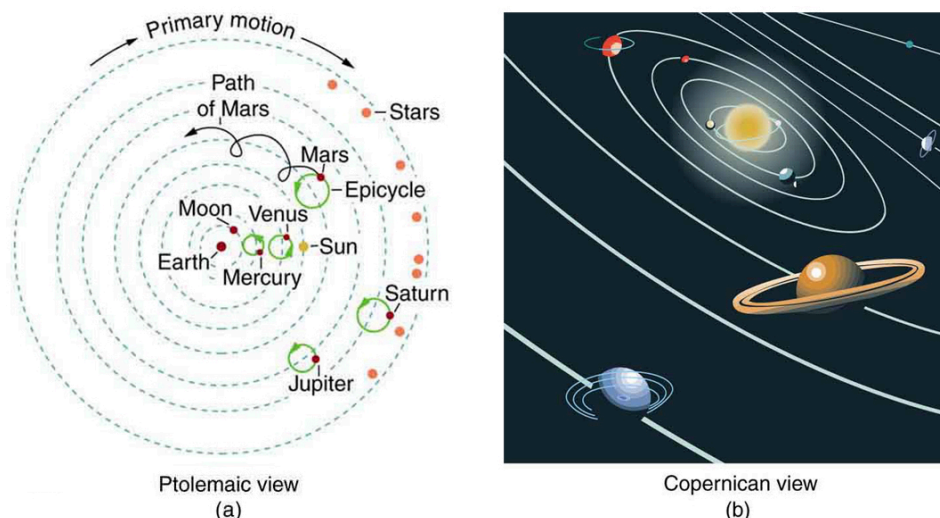 Primary motion
Path
of Mars
Stars
Mars
Epicycle
Moon
Venus
Sun
Earth
Mercury
Saturn
Jupiter
Ptolemaic view
(a)
Copernican view
(b)